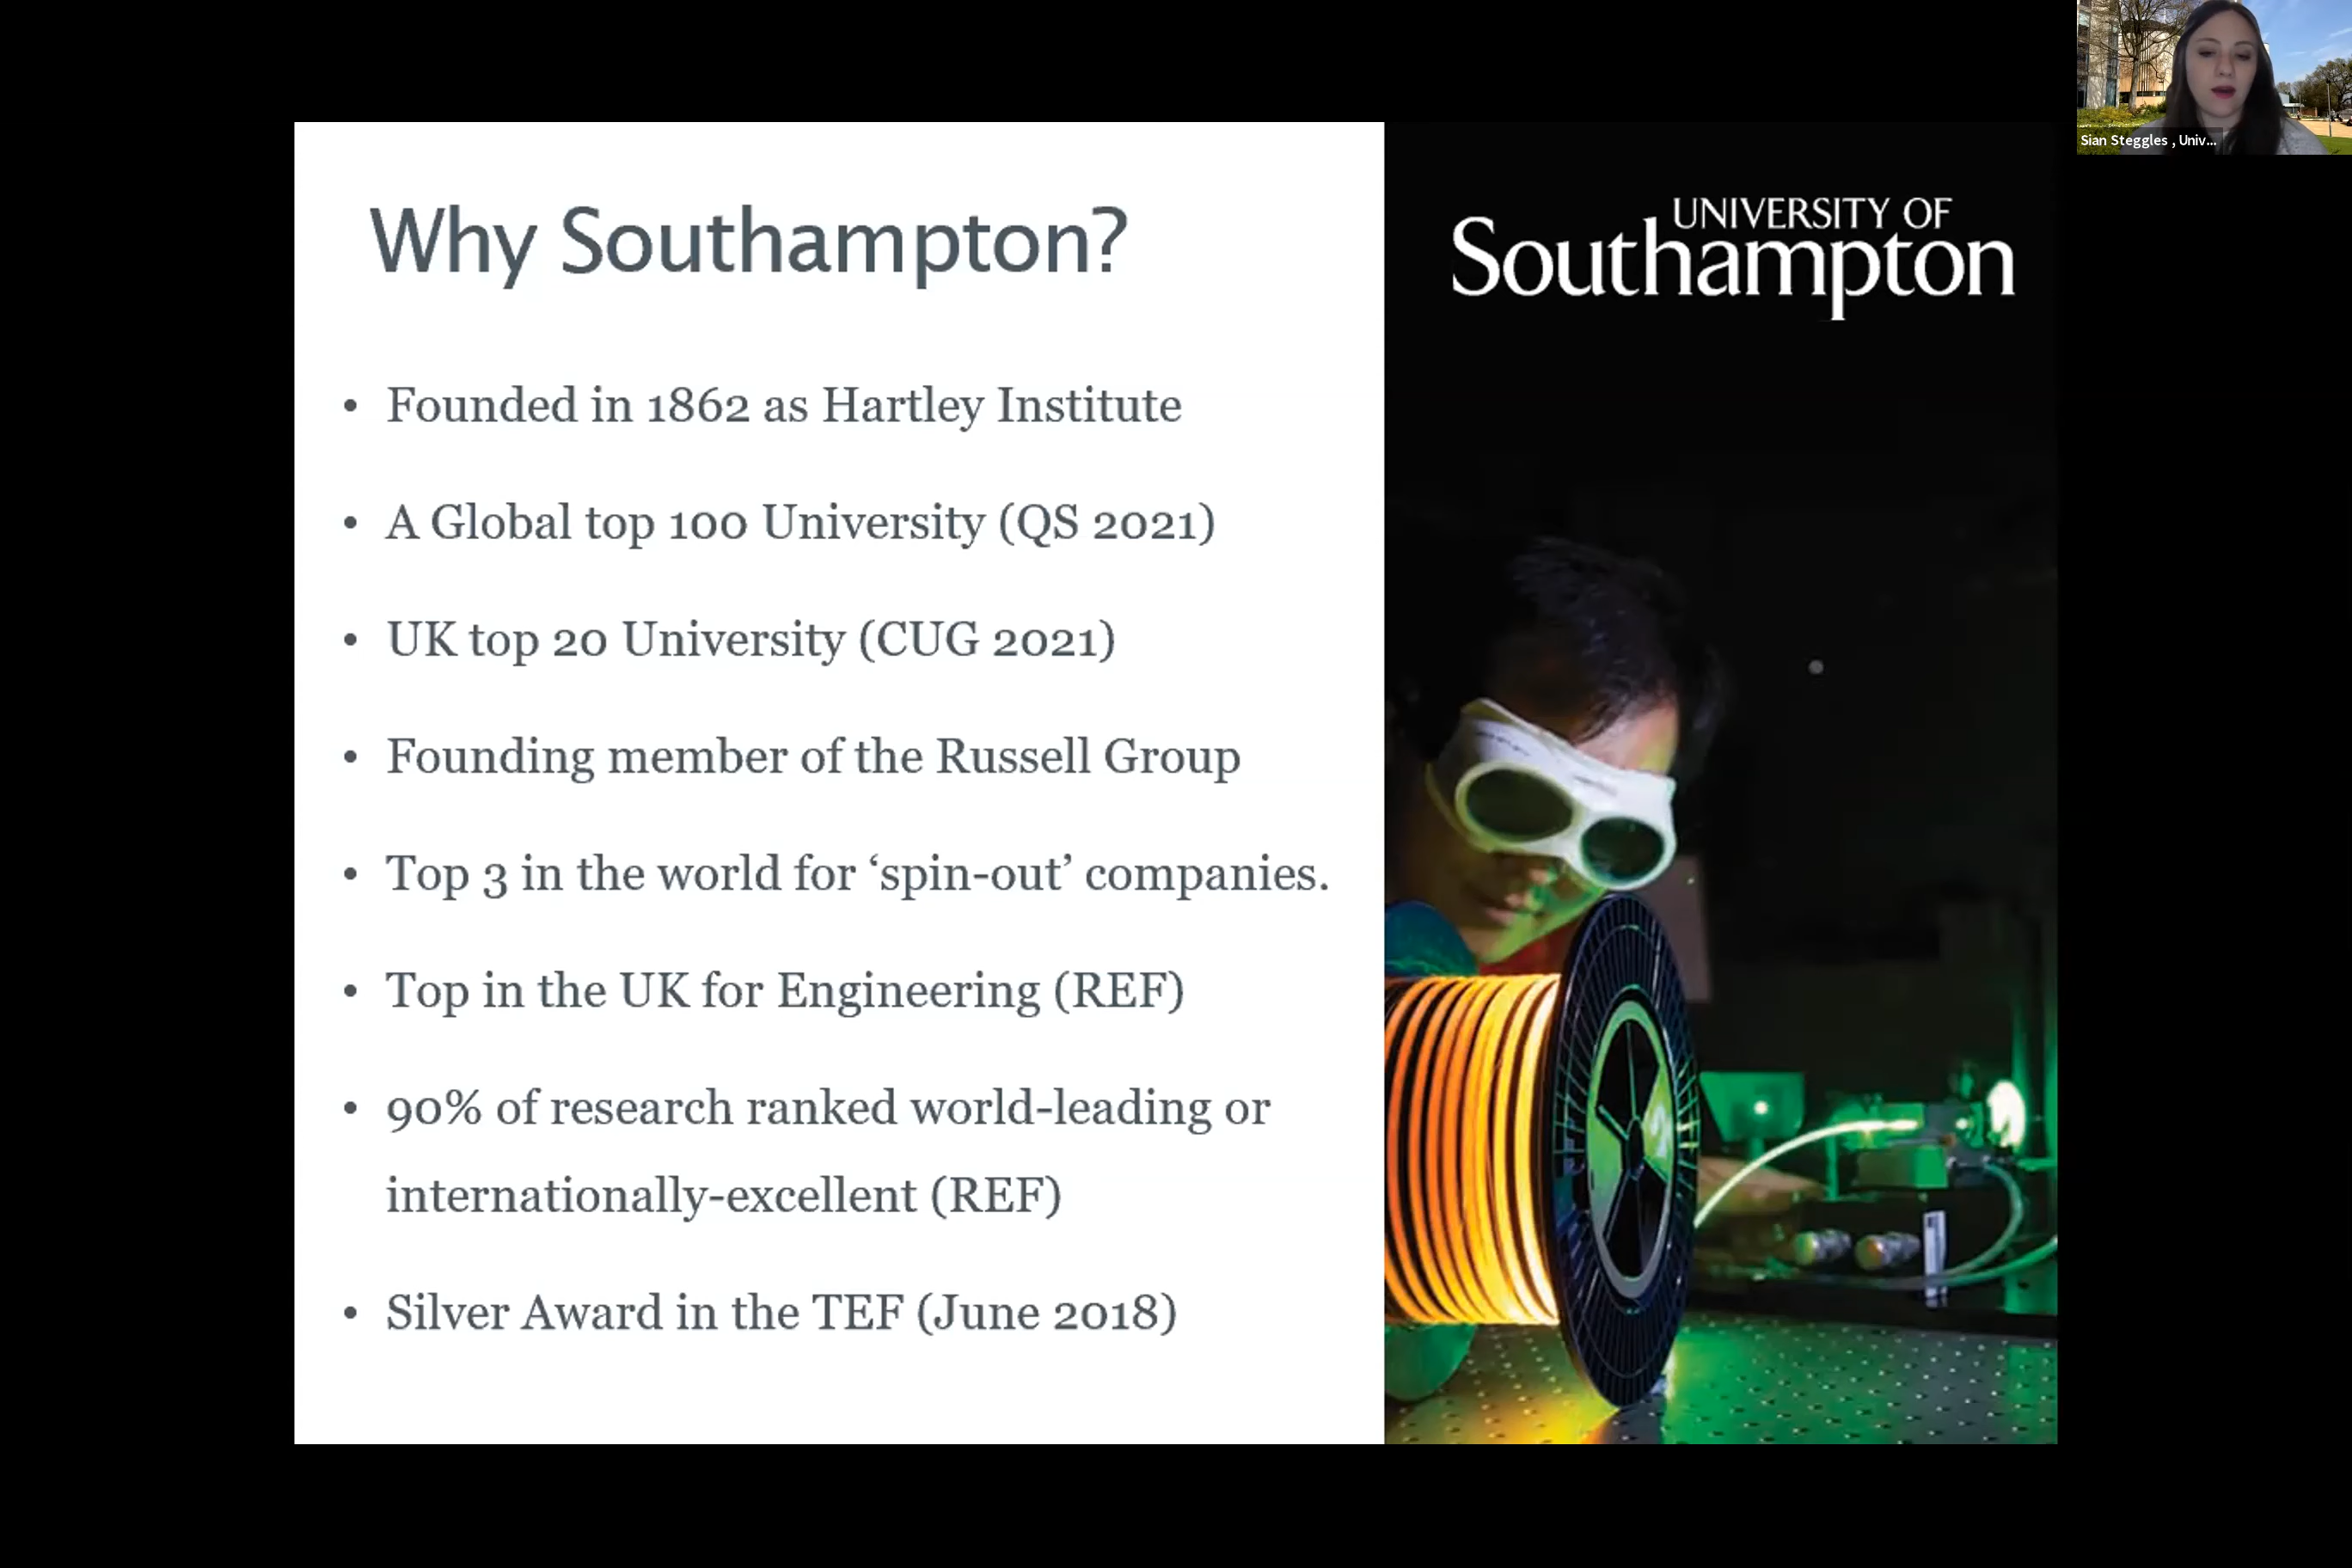 Sian Steggles , Univ...
UNIVERSITY OF
Southampton
Why Southampton?
• Founded in 1862 as Hartley Institute
• A Global top 100 University (QS 2021)
• UK top 20 University (CUG 2021)
• Founding member of the Russell Group
• Top 3 in the world for ‘spin-out’ companies.
• Top in the UK for Engineering (REF)
• 90% of research ranked world-leading or
internationally-excellent (REF)
• Silver Award in the TEF (June 2018)